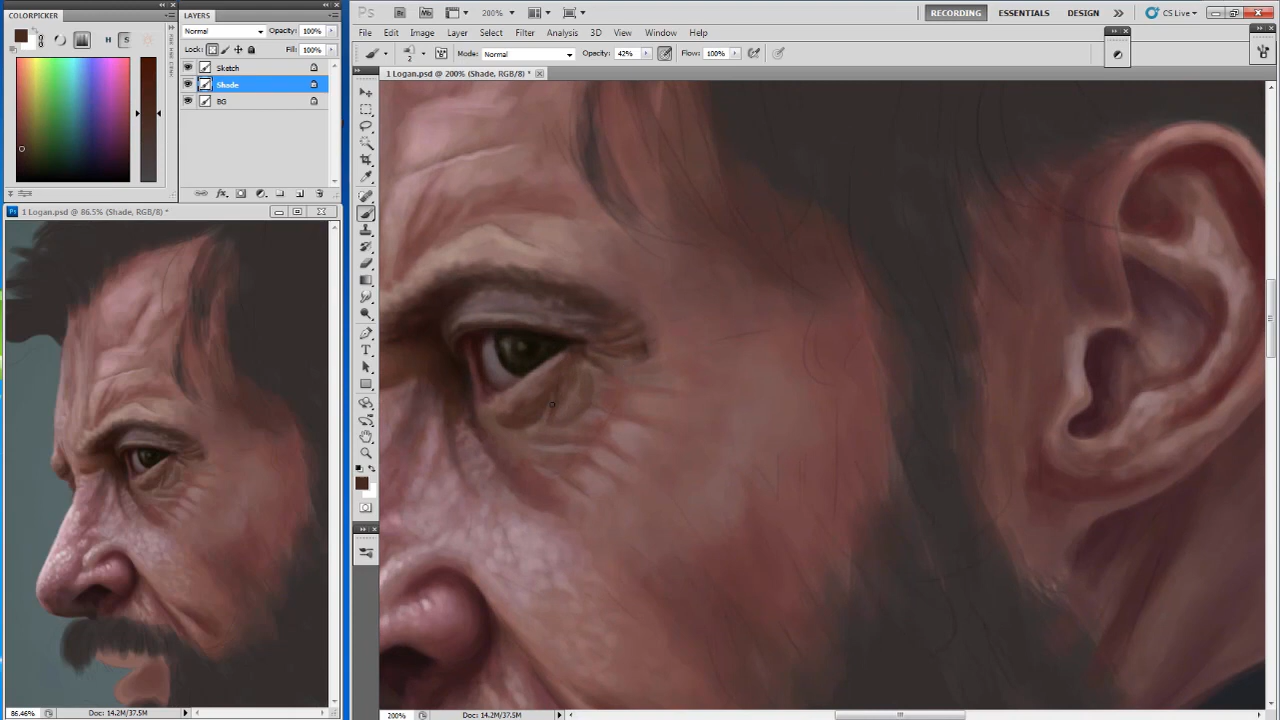 COLORPICKER
H
S
LAYERS
Normal
Opacity: 100%
Lock:
Fill: 100%
Sketch
Shade
BG
1 Logan.psd @ 86.5% (Shade, RGB/8) *
86.46%
Doc: 14.2M/37.5M
Ps
Br
Mb
200%
RECORDING
ESSENTIALS
DESIGN
CS Live
File
Edit
Image
Layer
Select
Filter
Analysis
3D
View
Window
Help
2
Mode: Normal
Opacity: 42%
Flow: 100%
1 Logan.psd @ 200% (Shade, RGB/8) *
200%
Doc: 14.2M/37.5M